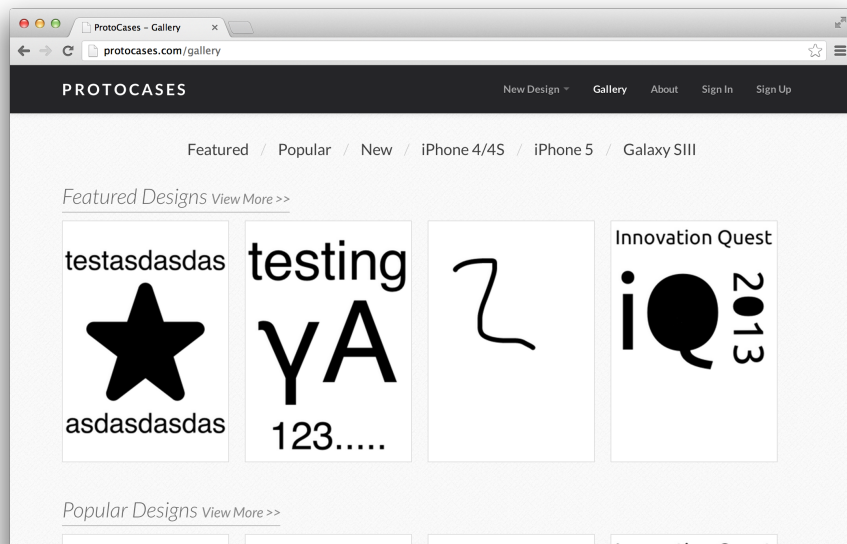 ProtoCases – Gallery
protocases.com/gallery
PROTOCASES
New Design Gallery About Sign In Sign Up
Featured / Popular / New / iPhone 4/4S / iPhone 5 / Galaxy SIII
Featured Designs View More >>
testasdasdas
asdasdasdas
testing
γA
123.....
Innovation Quest
iQ
2013
Popular Designs View More >>